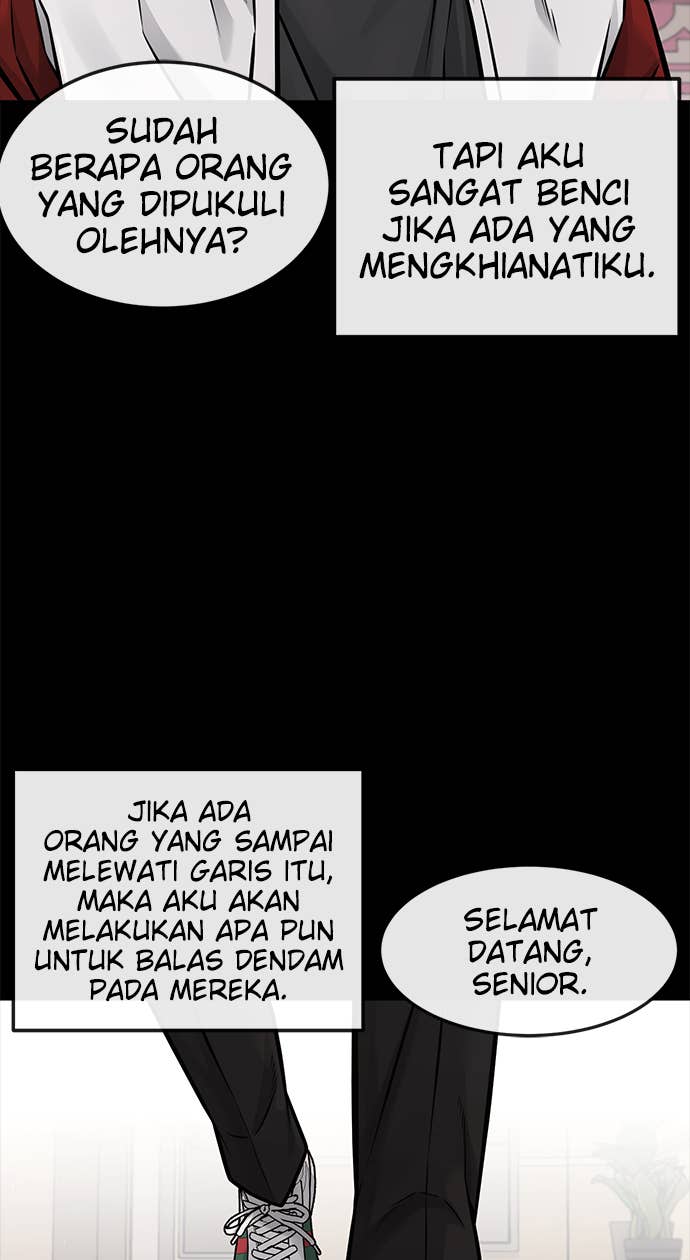 SUDAH
BERAPA ORANG
YANG DIPUKULI
OLEHNYA?
TAPI AKU
SANGAT BENCI
JIKA ADA YANG
MENGKHIANATIKU.
JIKA ADA
ORANG YANG SAMPAI
MELEWATI GARIS ITU,
MAKA AKU AKAN
MELAKUKAN APA PUN
UNTUK BALAS DENDAM
PADA MEREKA.
SELAMAT
DATANG,
SENIOR.